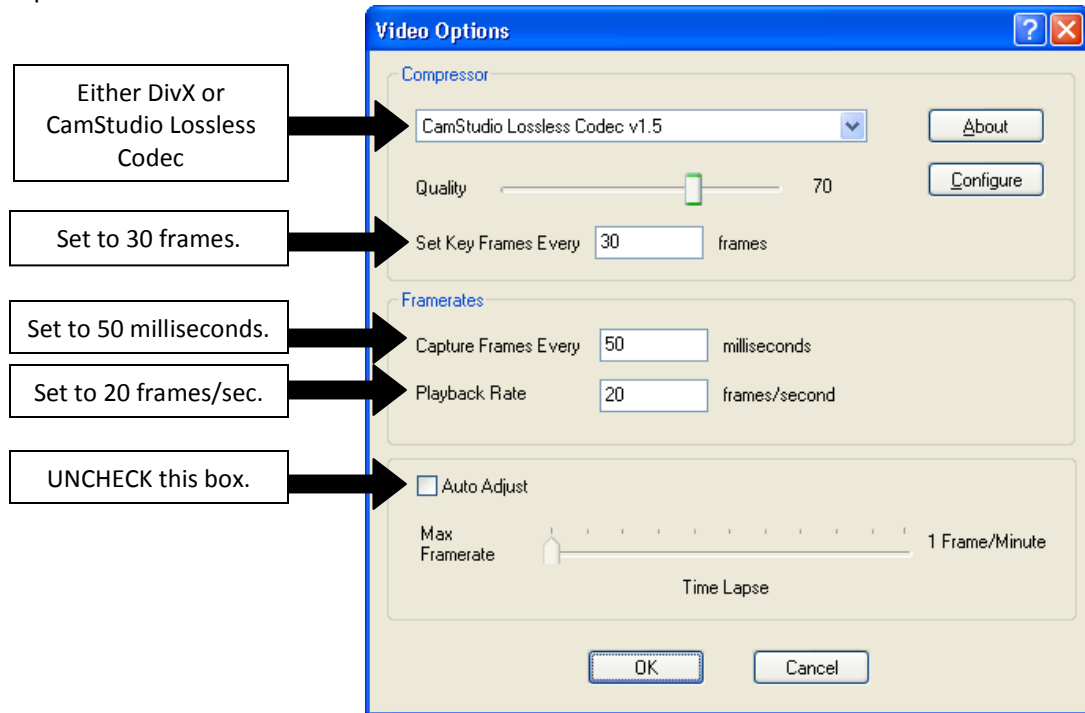 Video Options
Compressor
Either DivX or
CamStudio Lossless
Codec
CamStudio Lossless Codec v1.5
About
Quality
70
Configure
Set to 30 frames.
Set Key Frames Every 30 frames
Framerates
Set to 50 milliseconds.
Capture Frames Every 50 milliseconds
Set to 20 frames/sec.
Playback Rate 20 frames/second
UNCHECK this box.
Auto Adjust
Max
Framerate
1 Frame/Minute
Time Lapse
OK
Cancel